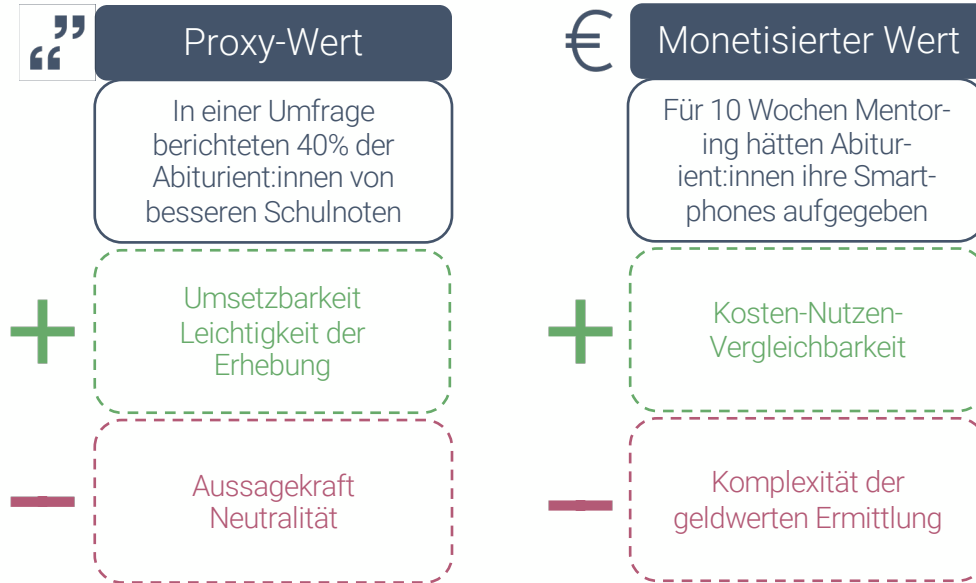 Proxy-Wert
In einer Umfrage
berichteten 40% der
Abiturient:innen von
besseren Schulnoten
Umsetzbarkeit
Leichtigkeit der
Erhebung
Aussagekraft
Neutralität
€
Monetisierter Wert
Für 10 Wochen Mentor-
ing hätten Abitur-
ient:innen ihre Smart-
phones aufgegeben
Kosten-Nutzen-
Vergleichbarkeit
Komplexität der
geldwerten Ermittlung